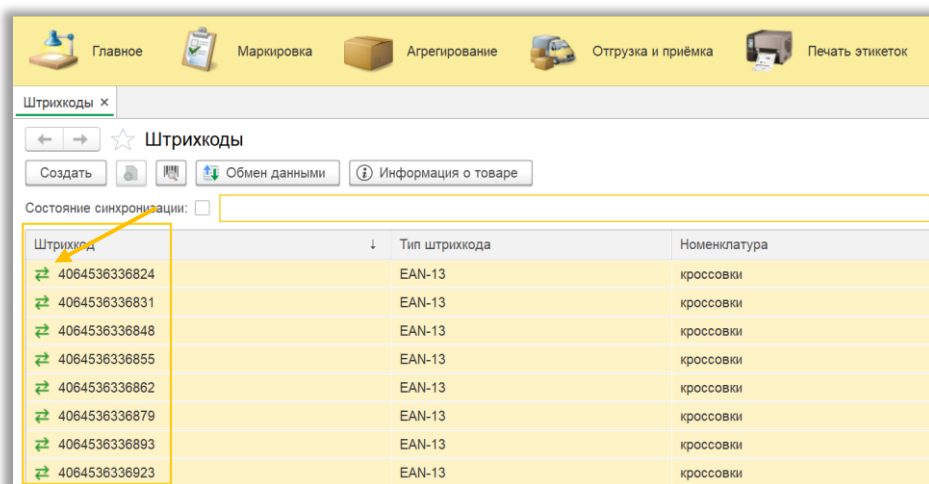 Главное Маркировка Агрегирование Отгрузка и приёмка Печать этикеток
Штрихкоды ×
Штрихкоды
Создать Обмен данными Информация о товаре
Состояние синхронизации:
Штрихкод ↓ Тип штрихкода Номенклатура
4064536336824 EAN-13 кроссовки
4064536336831 EAN-13 кроссовки
4064536336848 EAN-13 кроссовки
4064536336855 EAN-13 кроссовки
4064536336862 EAN-13 кроссовки
4064536336879 EAN-13 кроссовки
4064536336893 EAN-13 кроссовки
4064536336923 EAN-13 кроссовки